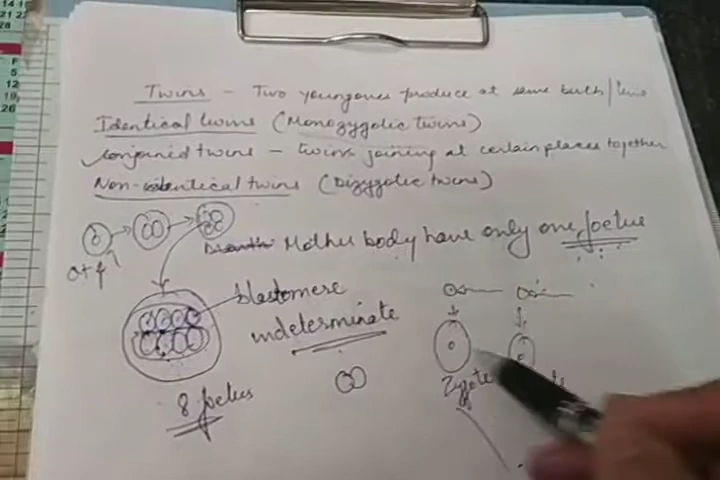 Twins - Two youngones produce at same birth/time
Identical twins (Monozygotic twins)
Conjoined twins - twins joining at certain places together
Non-identical twins (Dizygotic twins)
Mother body have only one foetus
blastomere
indeterminate
8 foetus
Zygote